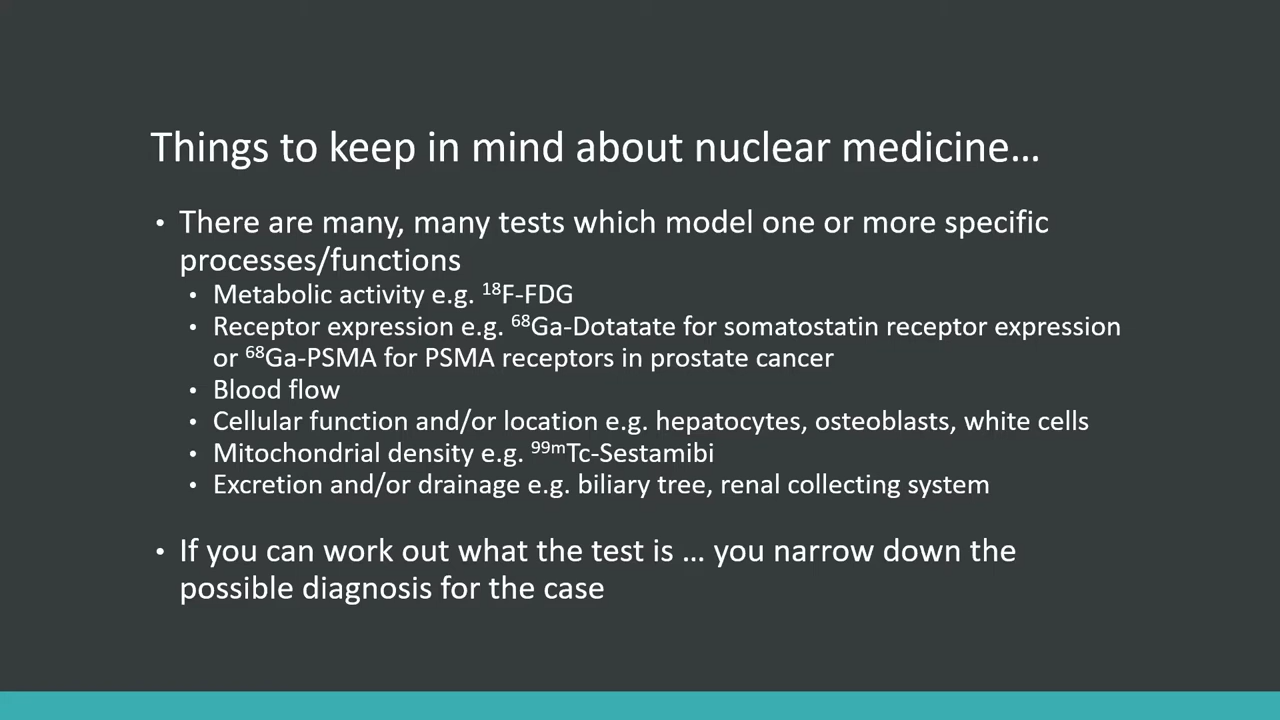 Things to keep in mind about nuclear medicine…
• There are many, many tests which model one or more specific
processes/functions
• Metabolic activity e.g. ¹⁸F-FDG
• Receptor expression e.g. ⁶⁸Ga-Dotatate for somatostatin receptor expression
or ⁶⁸Ga-PSMA for PSMA receptors in prostate cancer
• Blood flow
• Cellular function and/or location e.g. hepatocytes, osteoblasts, white cells
• Mitochondrial density e.g. ⁹⁹ᵐTc-Sestamibi
• Excretion and/or drainage e.g. biliary tree, renal collecting system
• If you can work out what the test is … you narrow down the
possible diagnosis for the case